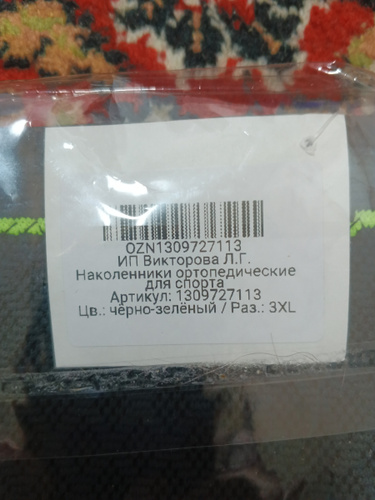 OZN1309727113
ИП Викторова Л.Г.
Наколенники ортопедические
для спорта
Артикул: 1309727113
Цв.: чёрно-зелёный / Раз.: 3XL